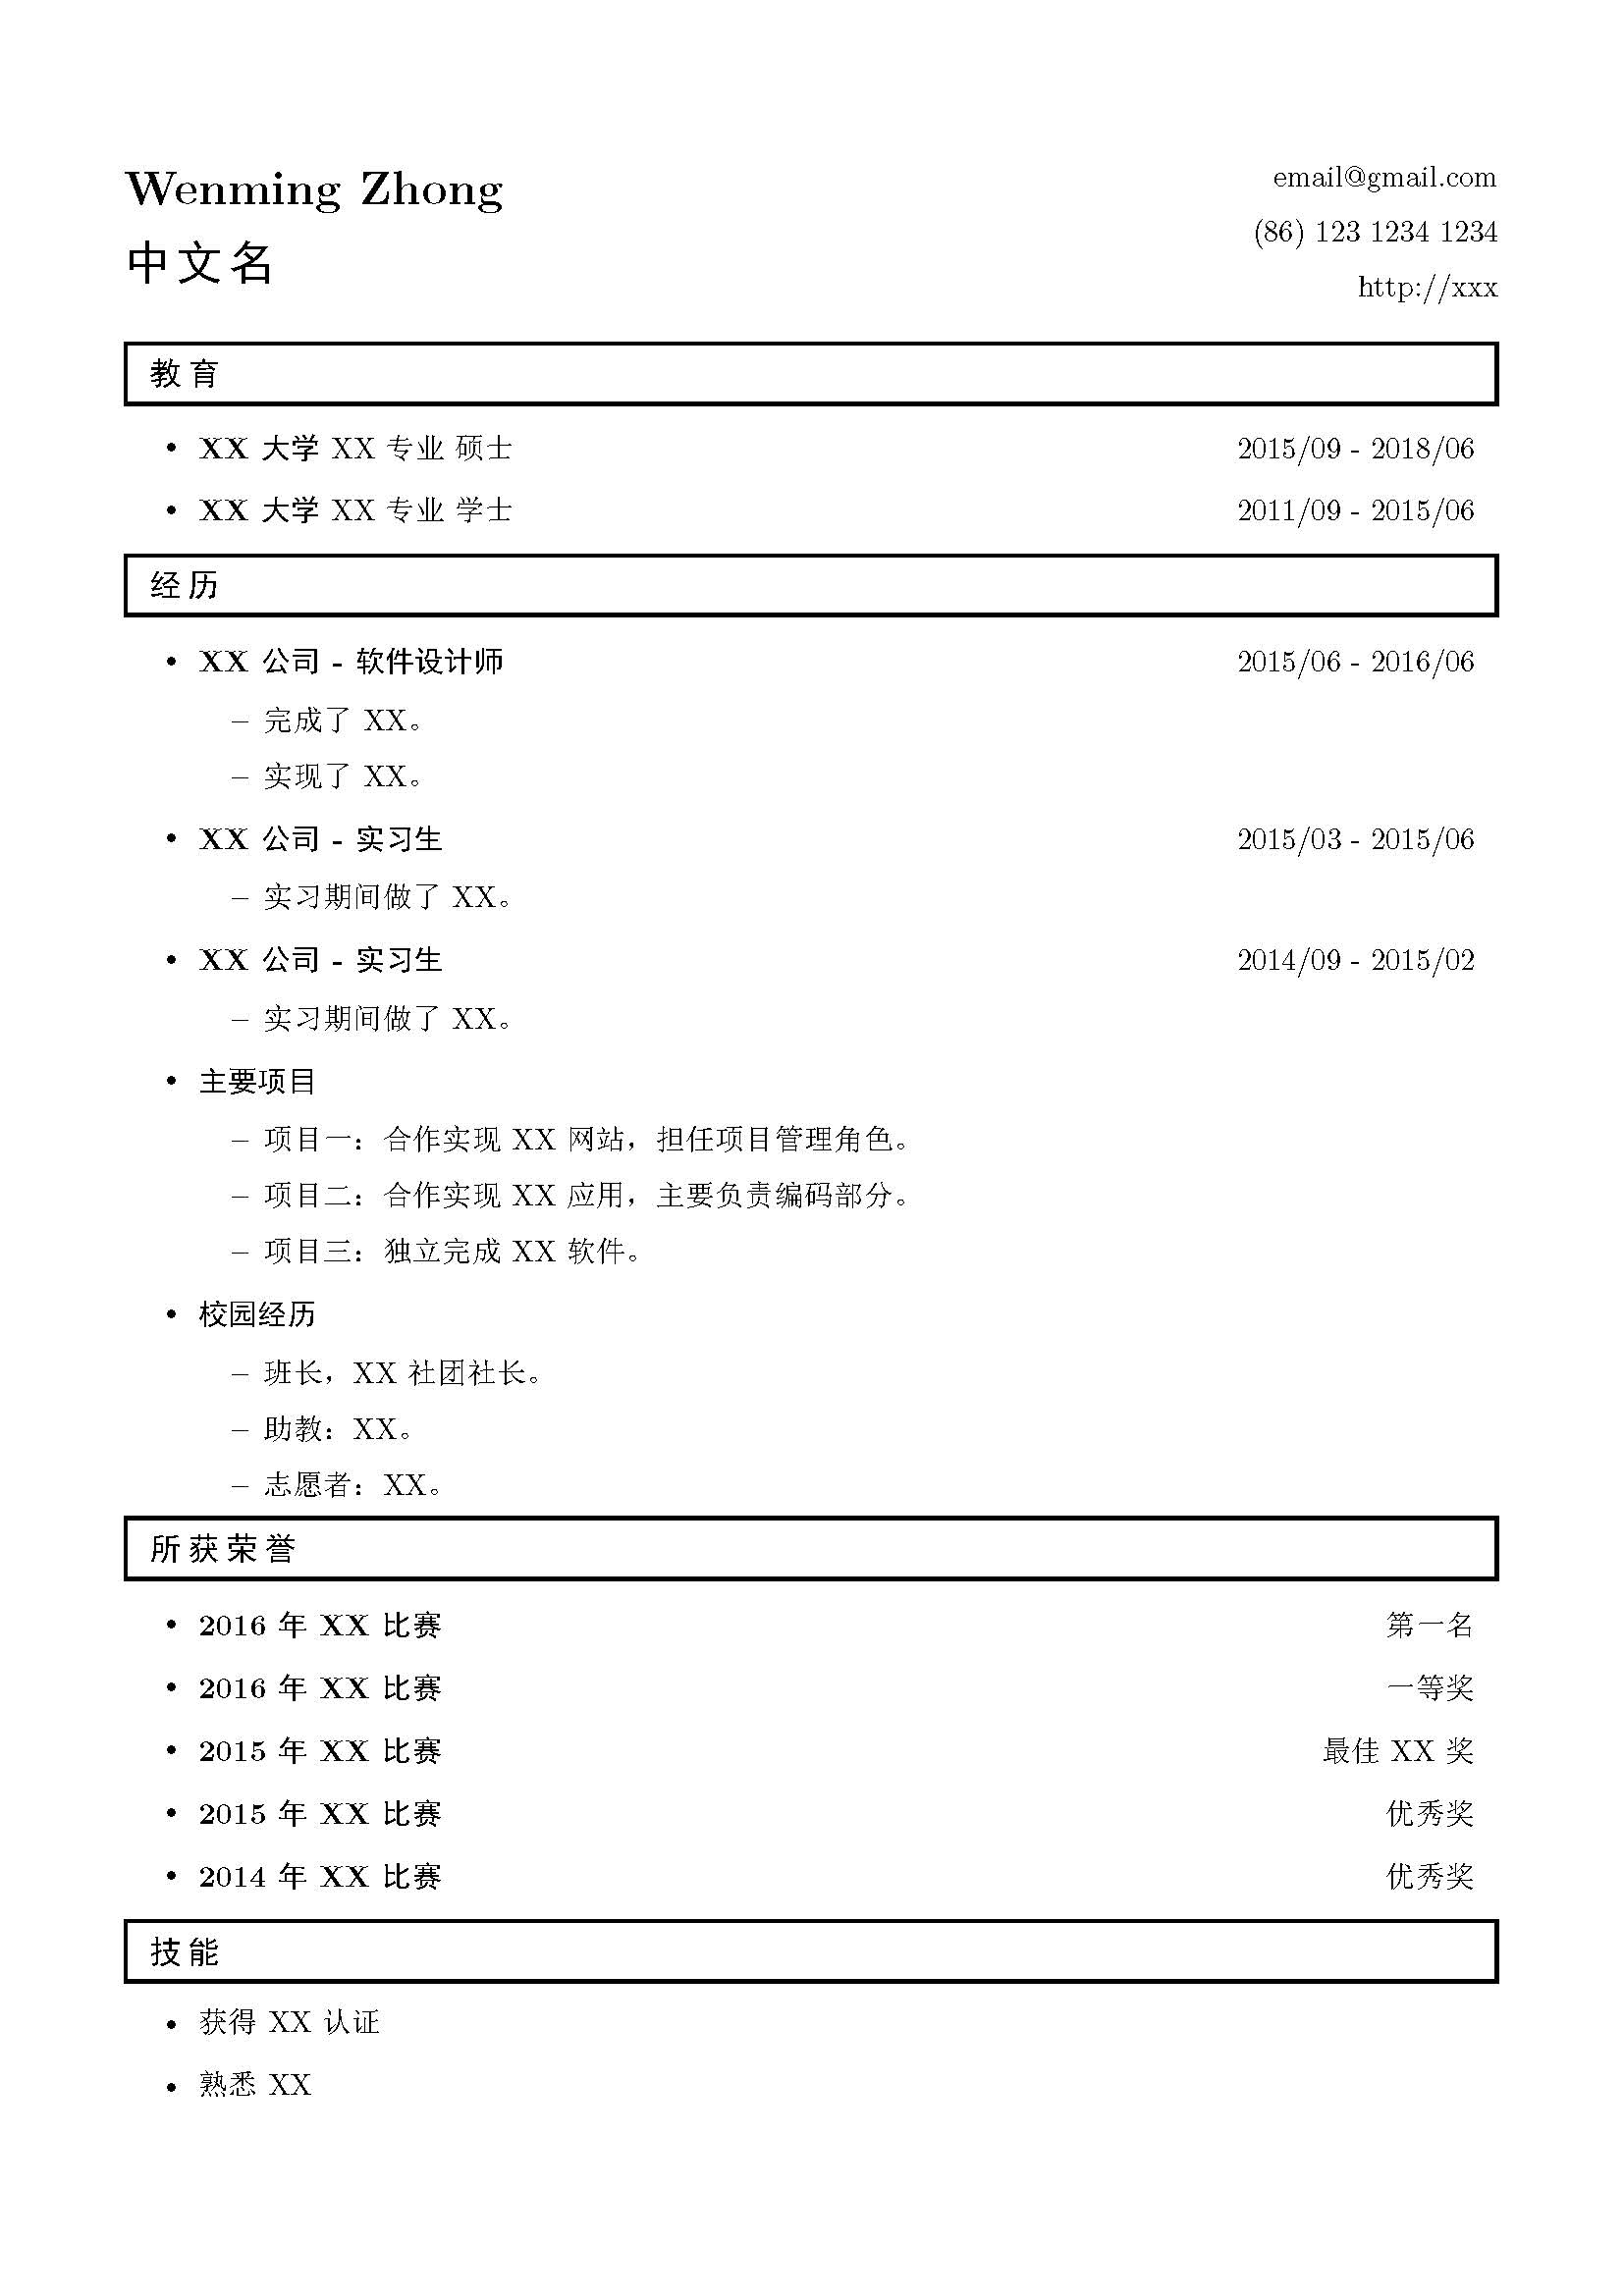 Wenming Zhong
中文名
email@gmail.com
(86) 123 1234 1234
http://xxx
教育
• XX 大学 XX 专业 硕士 2015/09 - 2018/06
• XX 大学 XX 专业 学士 2011/09 - 2015/06
经历
• XX 公司 - 软件设计师 2015/06 - 2016/06
– 完成了 XX。
– 实现了 XX。
• XX 公司 - 实习生 2015/03 - 2015/06
– 实习期间做了 XX。
• XX 公司 - 实习生 2014/09 - 2015/02
– 实习期间做了 XX。
• 主要项目
– 项目一：合作实现 XX 网站，担任项目管理角色。
– 项目二：合作实现 XX 应用，主要负责编码部分。
– 项目三：独立完成 XX 软件。
• 校园经历
– 班长，XX 社团社长。
– 助教：XX。
– 志愿者：XX。
所获荣誉
• 2016 年 XX 比赛 第一名
• 2016 年 XX 比赛 一等奖
• 2015 年 XX 比赛 最佳 XX 奖
• 2015 年 XX 比赛 优秀奖
• 2014 年 XX 比赛 优秀奖
技能
• 获得 XX 认证
• 熟悉 XX